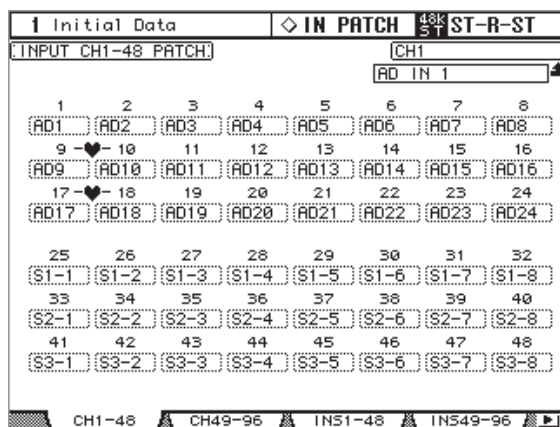 1 Initial Data ◇ IN PATCH 48k ST ST-R-ST
INPUT CH1-48 PATCH CH1
AD IN 1
1 2 3 4 5 6 7 8
AD1 AD2 AD3 AD4 AD5 AD6 AD7 AD8
9 -♥- 10 11 12 13 14 15 16
AD9 AD10 AD11 AD12 AD13 AD14 AD15 AD16
17 -♥- 18 19 20 21 22 23 24
AD17 AD18 AD19 AD20 AD21 AD22 AD23 AD24
25 26 27 28 29 30 31 32
S1-1 S1-2 S1-3 S1-4 S1-5 S1-6 S1-7 S1-8
33 34 35 36 37 38 39 40
S2-1 S2-2 S2-3 S2-4 S2-5 S2-6 S2-7 S2-8
41 42 43 44 45 46 47 48
S3-1 S3-2 S3-3 S3-4 S3-5 S3-6 S3-7 S3-8
CH1-48 CH49-96 INS1-48 INS49-96